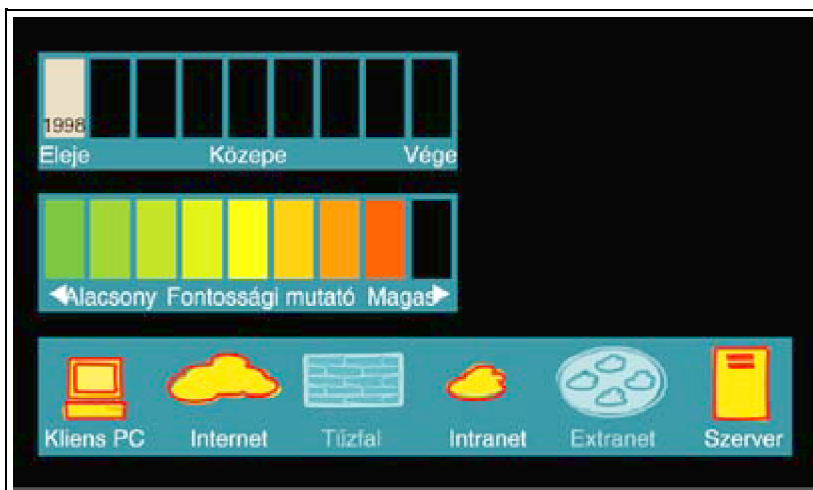 1998
Eleje Közepe Vége
Alacsony Fontossági mutató Magas
Kliens PC Internet Tűzfal Intranet Extranet Szerver